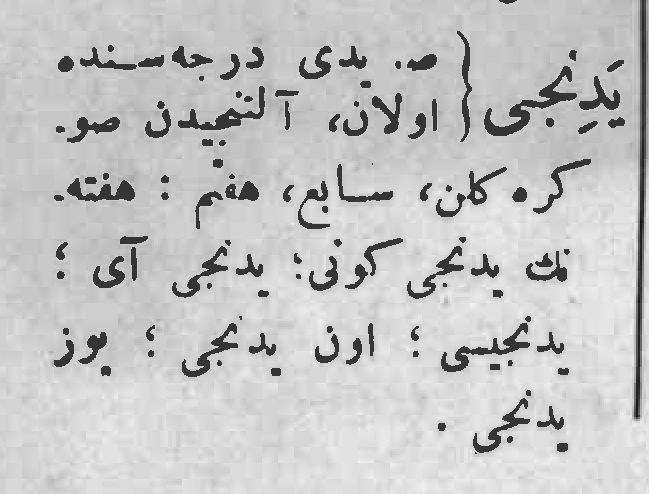 يَدِنجى { ص. يدى درجه‌سنده
اولان، آلتنجيدن صو.
كره كلن، سابع، هفتم : هفته.
نك يدنجى كونى؛ يدنجى آى ؛
يدنجيسى ؛ اون يدنجى ؛ يوز
يدنجى .